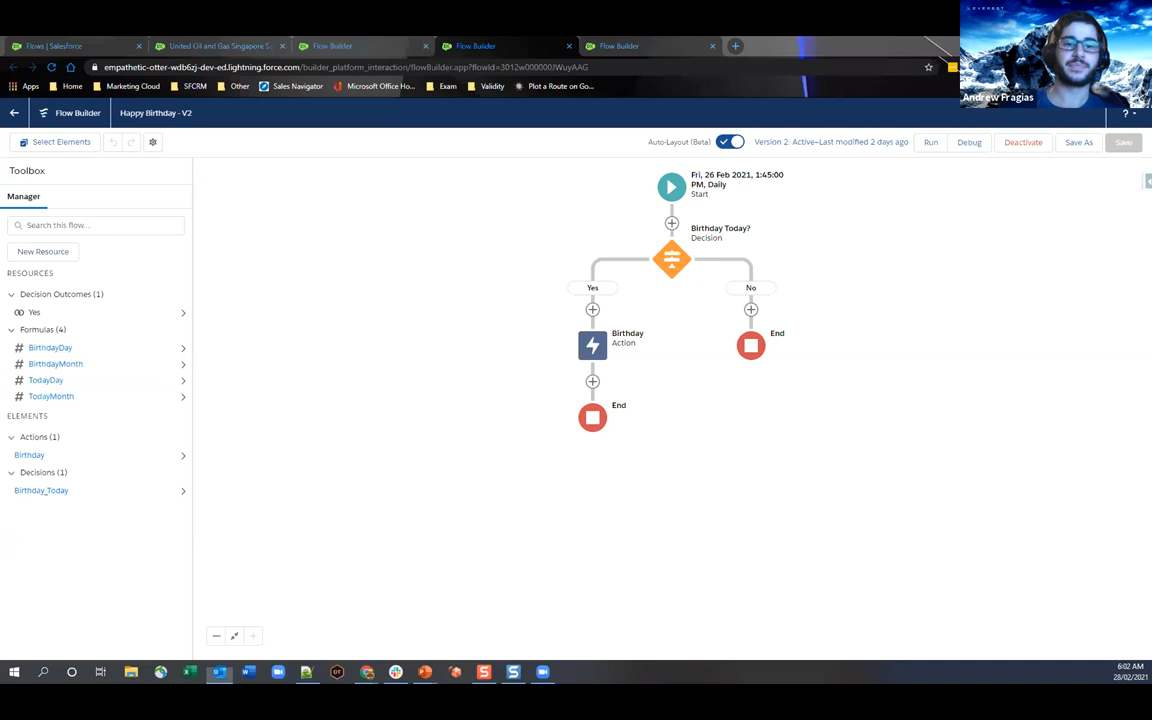 LEVEREST
Flows | Salesforce
United Oil and Gas Singapore S
Flow Builder
Flow Builder
Flow Builder
empathetic-otter-wdb6zj-dev-ed.lightning.force.com/builder_platform_interaction/flowBuilder.app?flowId=3012w000000JWuyAAG
Apps
Home
Marketing Cloud
SFCRM
Other
Sales Navigator
Microsoft Office Ho...
Exam
Validity
Plot a Route on Go...
Andrew Fragias
Flow Builder
Happy Birthday - V2
?
Select Elements
Auto-Layout (Beta)
Version 2: Active—Last modified 2 days ago
Run
Debug
Deactivate
Save As
Save
Toolbox
Manager
Search this flow...
New Resource
RESOURCES
Decision Outcomes (1)
Yes
Formulas (4)
BirthdayDay
BirthdayMonth
TodayDay
TodayMonth
ELEMENTS
Actions (1)
Birthday
Decisions (1)
Birthday_Today
Fri, 26 Feb 2021, 1:45:00
PM, Daily
Start
Birthday Today?
Decision
Yes
No
Birthday
Action
End
End
6:02 AM
28/02/2021